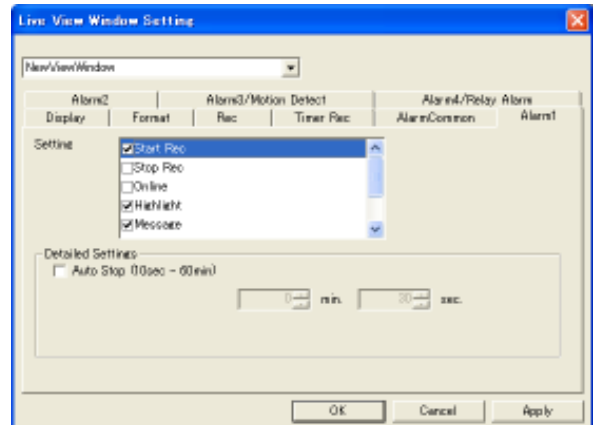 Live View Window Setting
NewViewWindow
Alarm2 Alarm3/Motion Detect Alarm4/Relay Alarm
Display Format Rec Timer Rec AlarmCommon Alarm1
Setting
Start Rec
Stop Rec
Online
Highlight
Message
Detailed Settings
Auto Stop (10sec - 60min)
0 min. 30 sec.
OK Cancel Apply